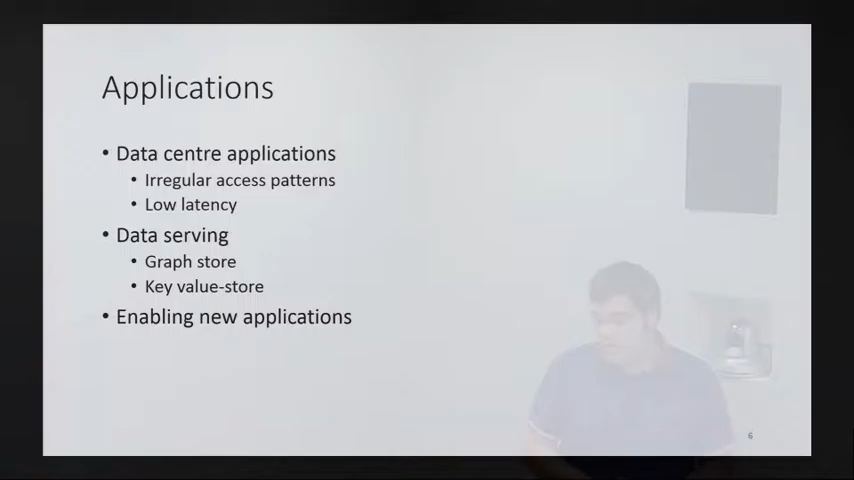 Applications
• Data centre applications
• Irregular access patterns
• Low latency
• Data serving
• Graph store
• Key value-store
• Enabling new applications
6